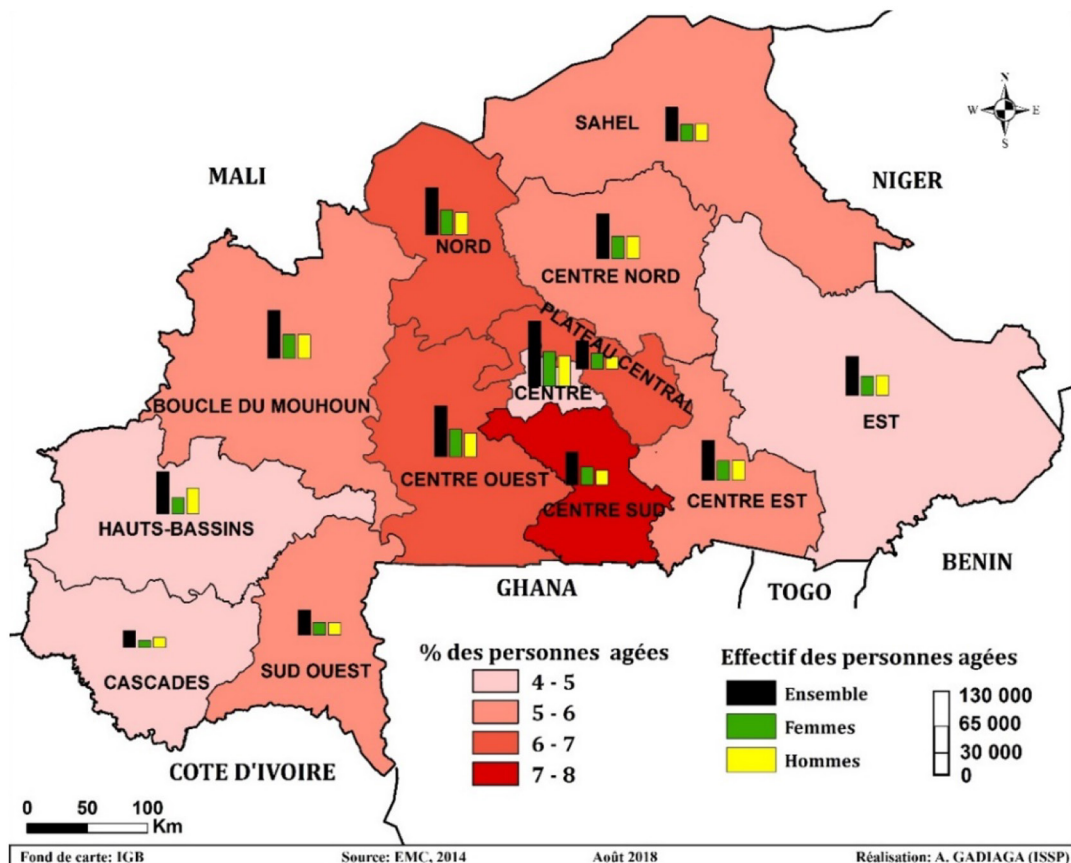 N
W
E
S
SAHEL
MALI
NIGER
NORD
CENTRE NORD
PLATEAU CENTRAL
CENTRE
BOUCLE DU MOUHOUN
EST
CENTRE OUEST
CENTRE SUD
CENTRE EST
HAUTS-BASSINS
BENIN
GHANA
TOGO
SUD OUEST
CASCADES
COTE D'IVOIRE
% des personnes agées
4 - 5
5 - 6
6 - 7
7 - 8
Effectif des personnes agées
Ensemble
Femmes
Hommes
130 000
65 000
30 000
0
0 50 100
Km
Fond de carte: IGB Source: EMC, 2014 Août 2018 Réalisation: A. GADIAGA (ISSP)